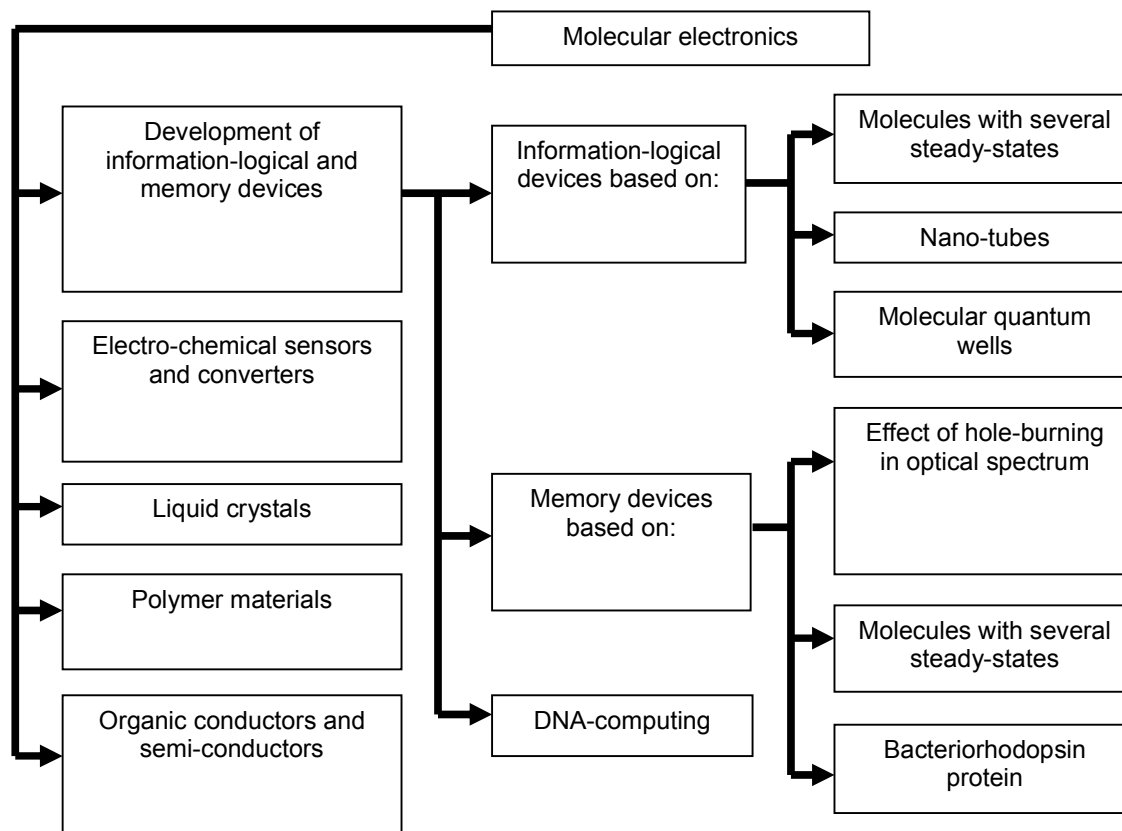 Molecular electronics
Development of
information-logical and
memory devices
Electro-chemical sensors
and converters
Liquid crystals
Polymer materials
Organic conductors and
semi-conductors
Information-logical
devices based on:
Memory devices
based on:
DNA-computing
Molecules with several
steady-states
Nano-tubes
Molecular quantum
wells
Effect of hole-burning
in optical spectrum
Molecules with several
steady-states
Bacteriorhodopsin
protein